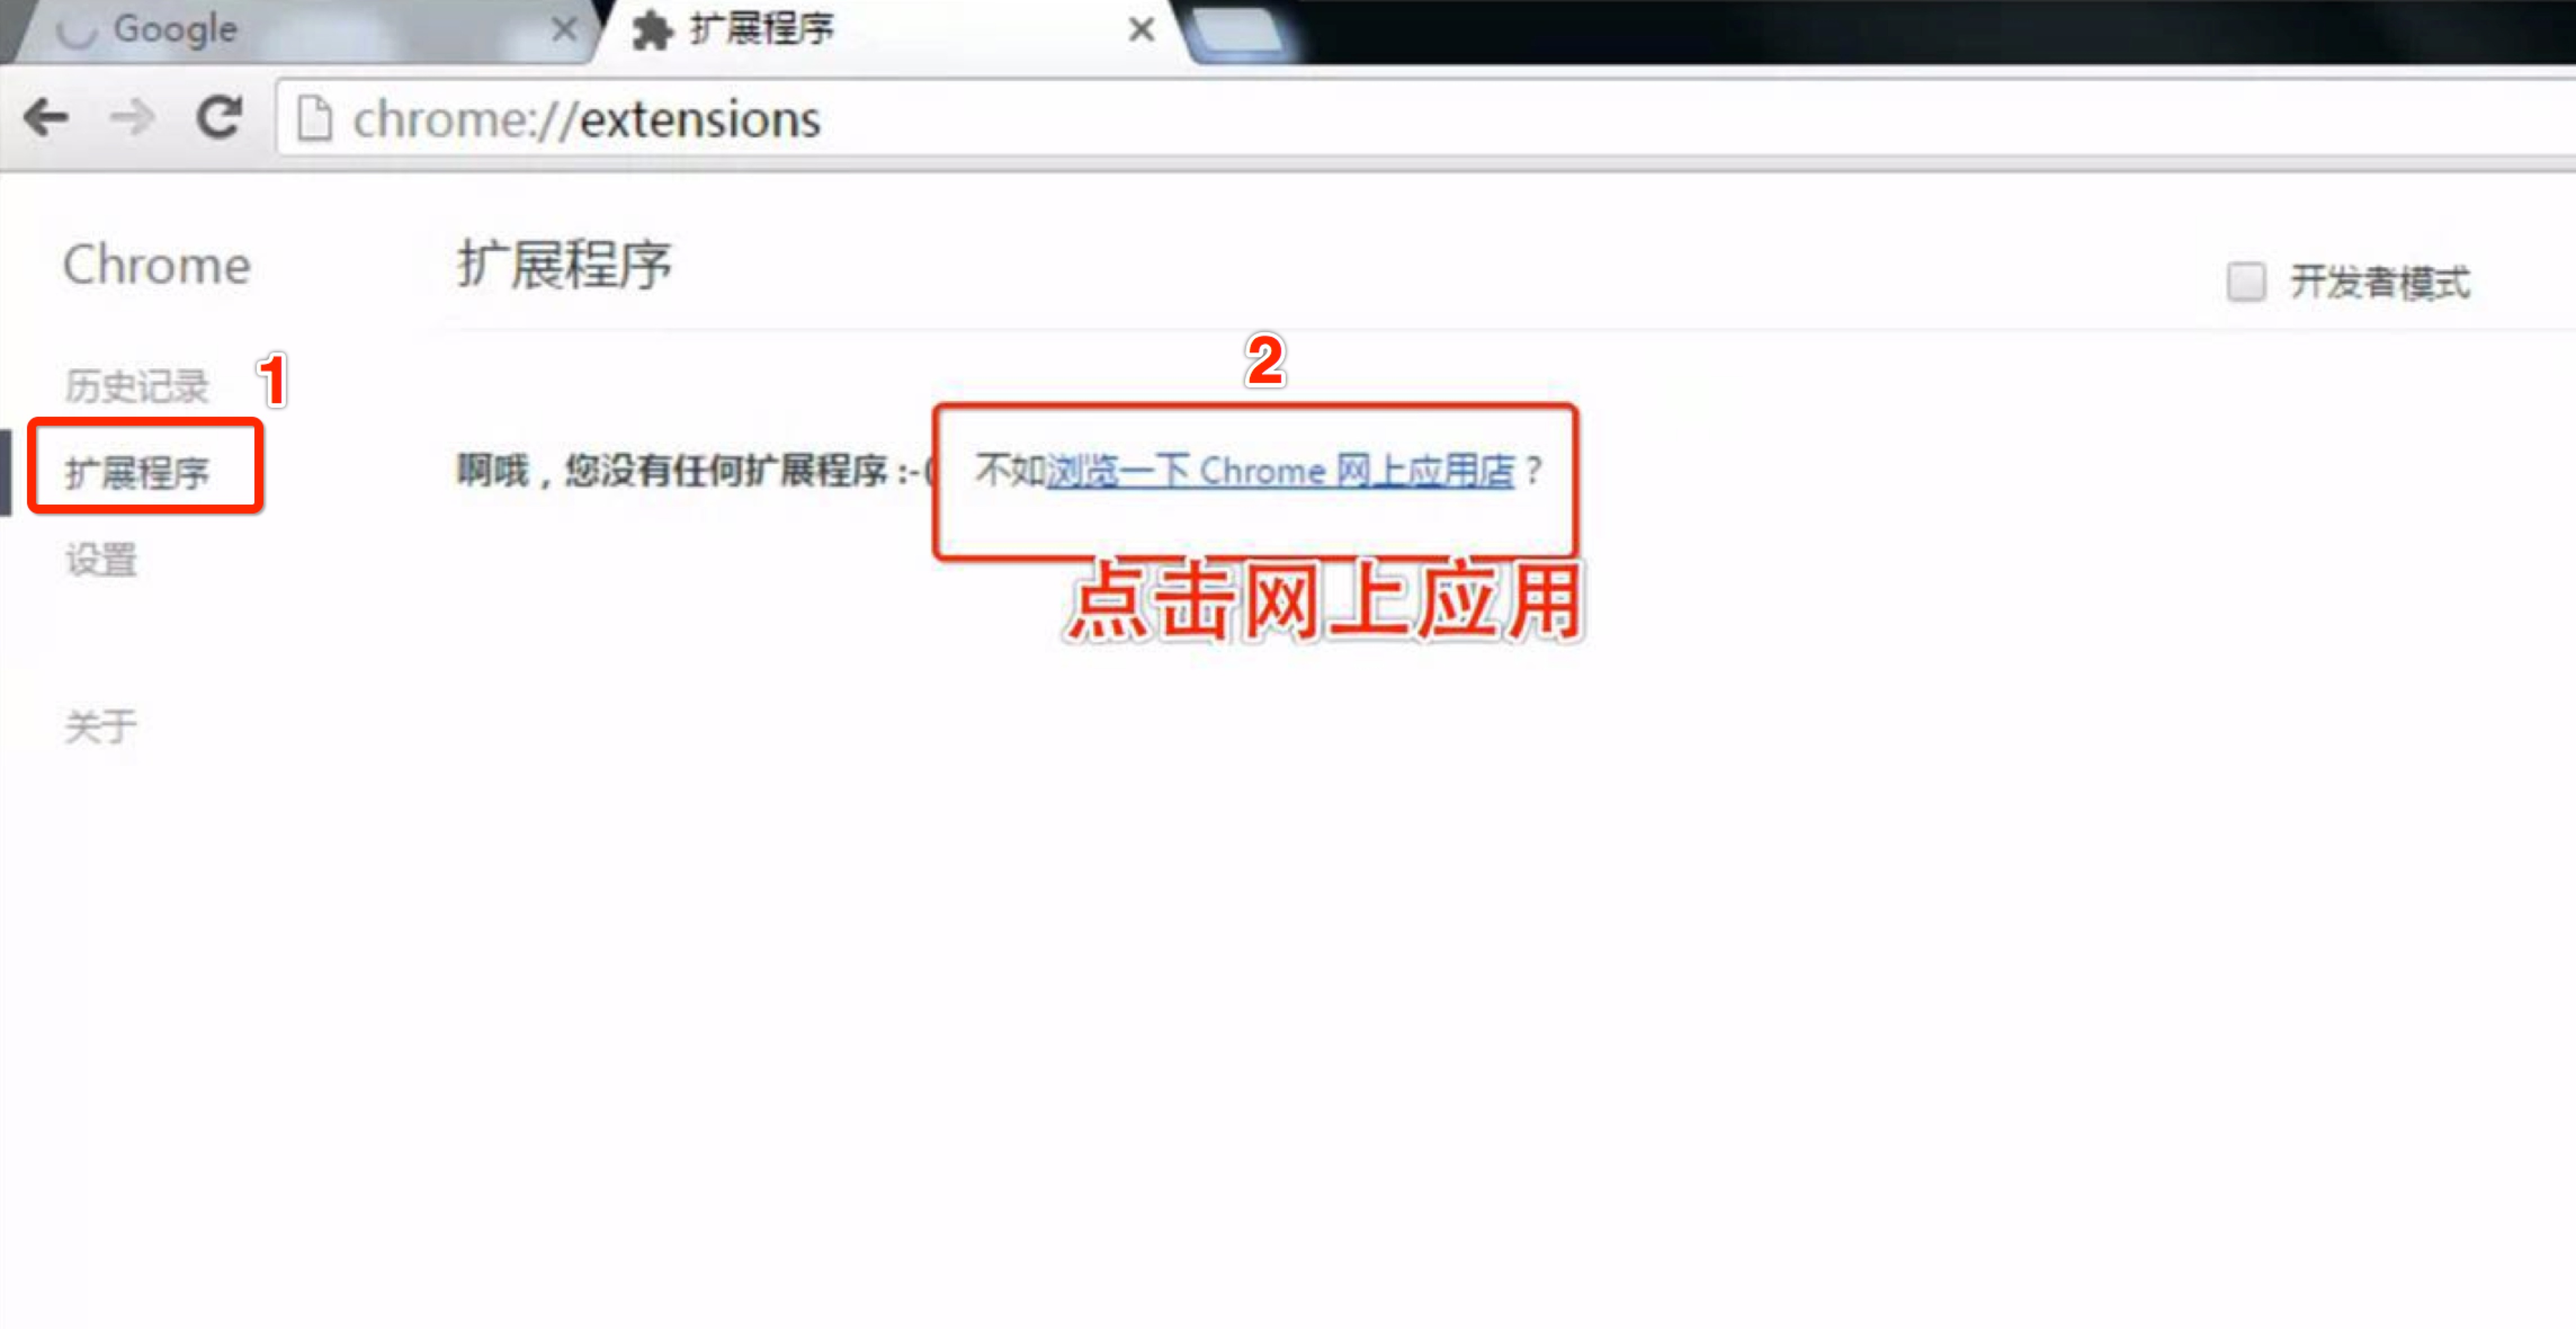 Google
扩展程序
chrome://extensions
Chrome
扩展程序
开发者模式
历史记录
1
2
扩展程序
啊哦，您没有任何扩展程序 :-(
不如浏览一下 Chrome 网上应用店？
设置
点击网上应用
关于